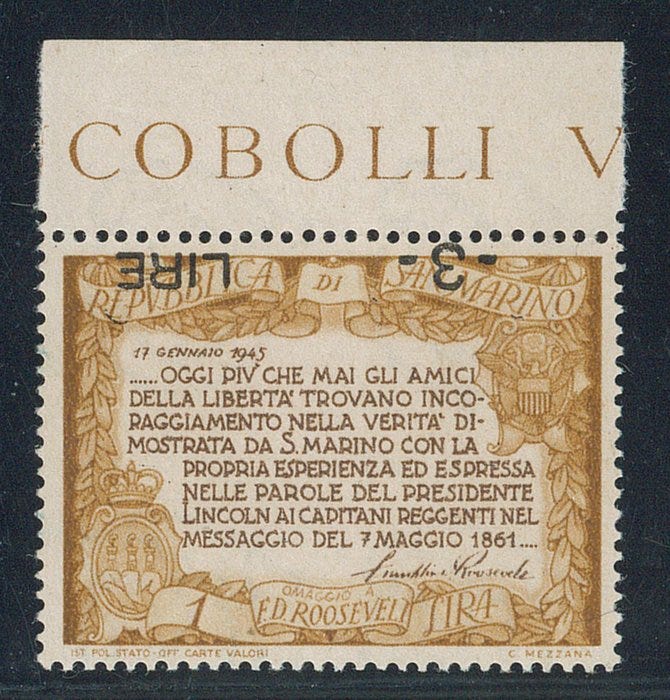 COBOLLI V
LIRE -3-
REPVBBLICA DI SAN MARINO
17 GENNAIO 1945
......OGGI PIV' CHE MAI GLI AMICI
DELLA LIBERTA' TROVANO INCO-
RAGGIAMENTO NELLA VERITA' DI-
MOSTRATA DA S. MARINO CON LA
PROPRIA ESPERIENZA ED ESPRESSA
NELLE PAROLE DEL PRESIDENTE
LINCOLN AI CAPITANI REGGENTI NEL
MESSAGGIO DEL 7 MAGGIO 1861....
Franklin Roosevelt
OMAGGIO A
1 F.D. ROOSEVELT LIRA
IST. POL. STATO - OFF. CARTE VALORI C. MEZZANA